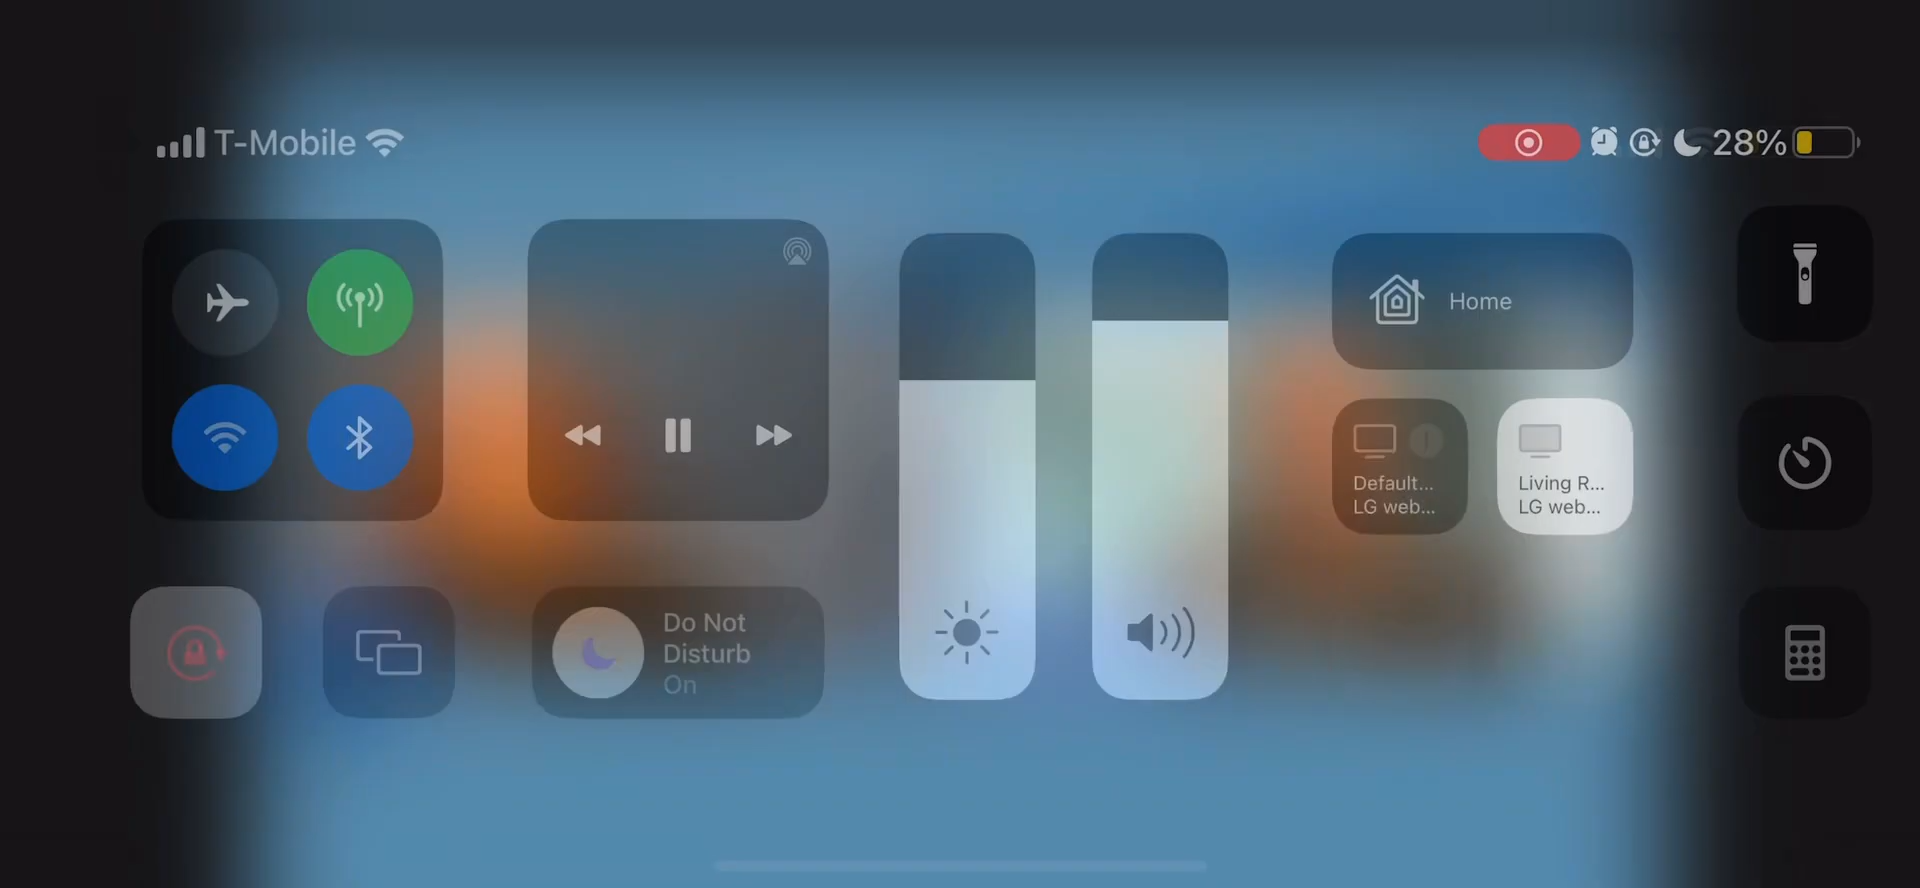 T-Mobile
28%
Home
Default...
LG web...
Living R...
LG web...
Do Not
Disturb
On